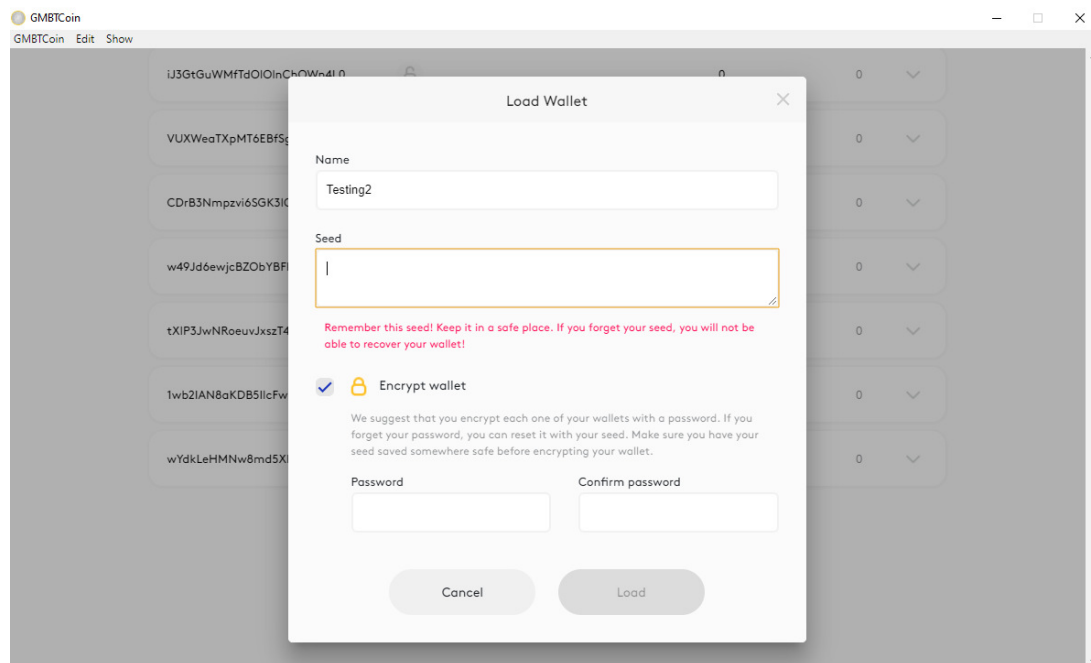 GMBTCoin
GMBTCoin Edit Show
0 0
Load Wallet
VUXWeaTXpMT6EBfS 0
Name
Testing2
CDrB3Nmpzvi6SGK3 0
Seed
w49Jd6ewjcBZObYBF 0
Remember this seed! Keep it in a safe place. If you forget your seed, you will not be
able to recover your wallet!
tXIP3JwNRoeuvJxszT4 0
Encrypt wallet
1wb2IAN8aKDB5IIcFw 0
We suggest that you encrypt each one of your wallets with a password. If you
forget your password, you can reset it with your seed. Make sure you have your
seed saved somewhere safe before encrypting your wallet.
wYdkLeHMNw8md5X 0
Password Confirm password
Cancel Load